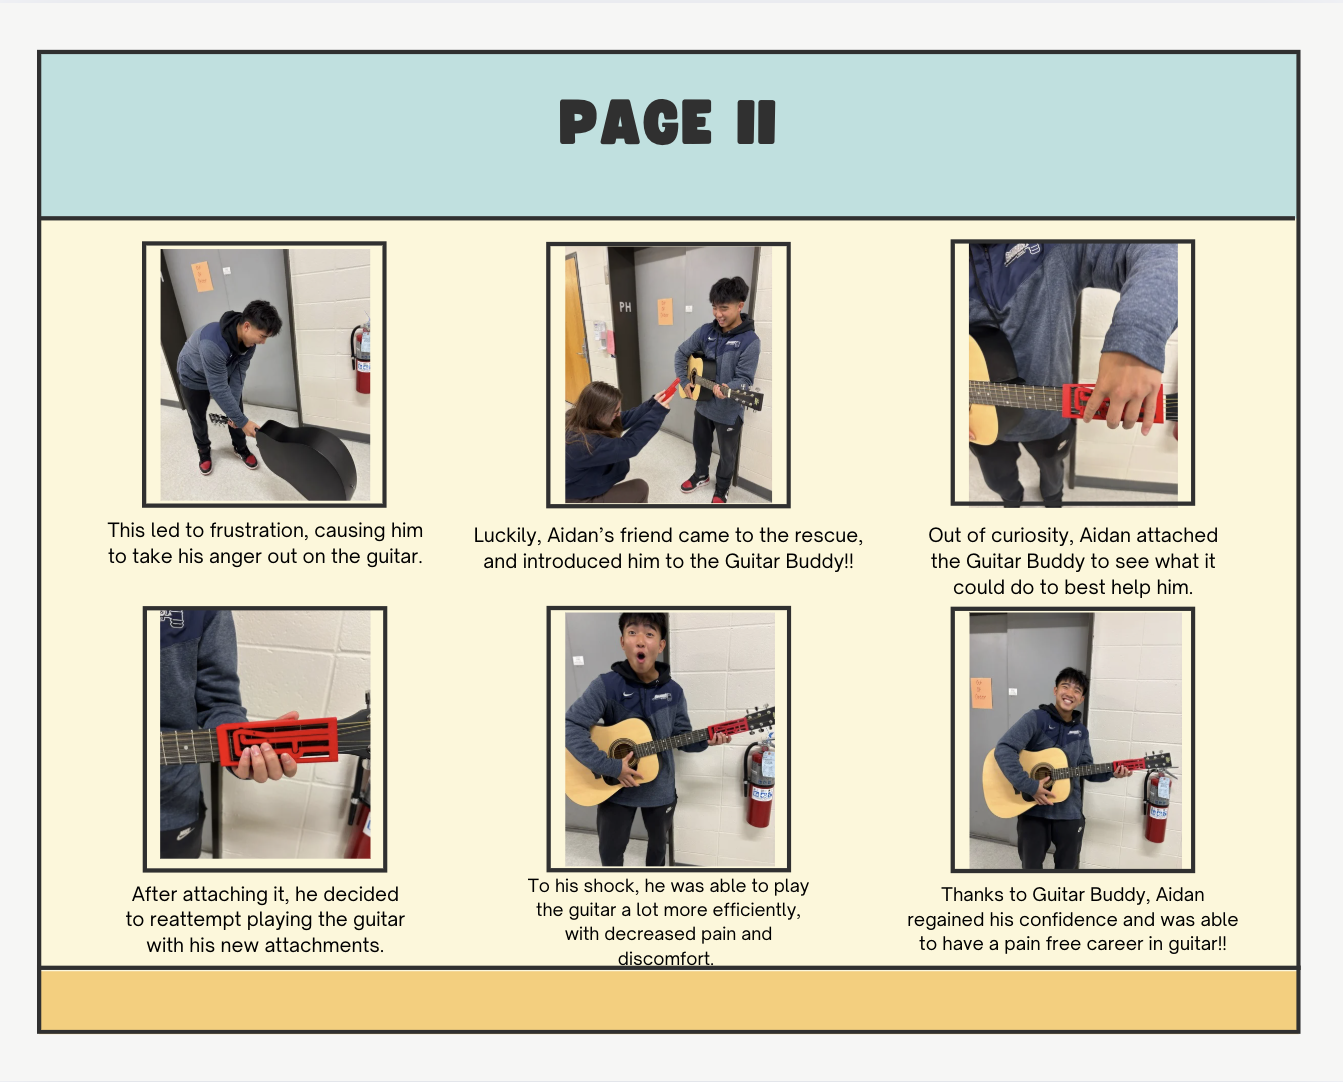 PAGE II
This led to frustration, causing him
to take his anger out on the guitar.
Luckily, Aidan's friend came to the rescue,
and introduced him to the Guitar Buddy!!
Out of curiosity, Aidan attached
the Guitar Buddy to see what it
could do to best help him.
After attaching it, he decided
to reattempt playing the guitar
with his new attachments.
To his shock, he was able to play
the guitar a lot more efficiently,
with decreased pain and
discomfort.
Thanks to Guitar Buddy, Aidan
regained his confidence and was able
to have a pain free career in guitar!!
PH